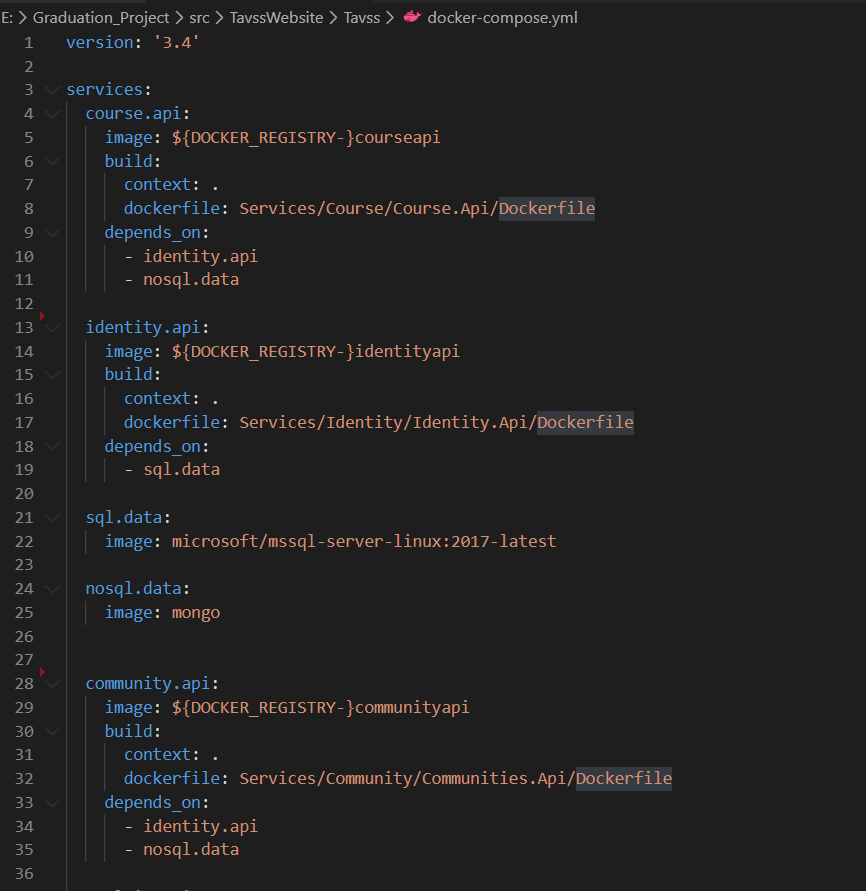 E: > Graduation_Project > src > TavssWebsite > Tavss > docker-compose.yml
1 version: '3.4'
2
3 services:
4   course.api:
5     image: ${DOCKER_REGISTRY-}courseapi
6     build:
7       context: .
8       dockerfile: Services/Course/Course.Api/Dockerfile
9     depends_on:
10       - identity.api
11       - nosql.data
12
13   identity.api:
14     image: ${DOCKER_REGISTRY-}identityapi
15     build:
16       context: .
17       dockerfile: Services/Identity/Identity.Api/Dockerfile
18     depends_on:
19       - sql.data
20
21   sql.data:
22     image: microsoft/mssql-server-linux:2017-latest
23
24   nosql.data:
25     image: mongo
26
27
28   community.api:
29     image: ${DOCKER_REGISTRY-}communityapi
30     build:
31       context: .
32       dockerfile: Services/Community/Communities.Api/Dockerfile
33     depends_on:
34       - identity.api
35       - nosql.data
36